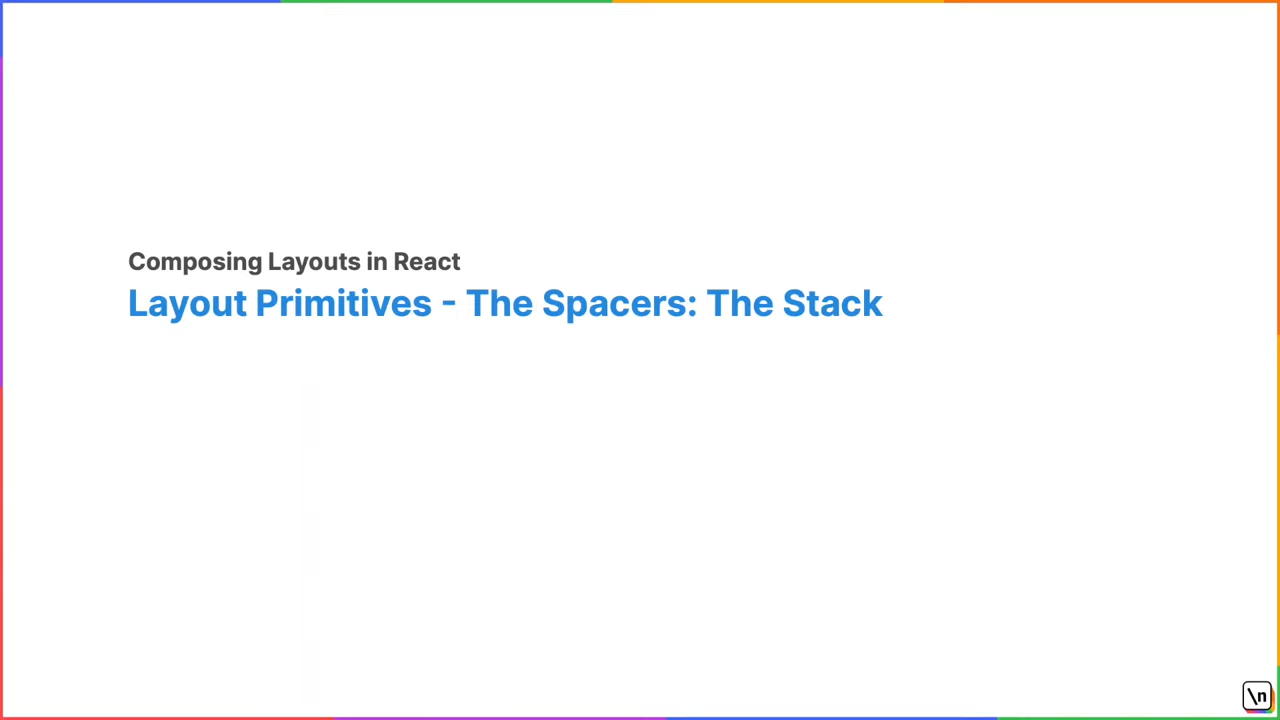 Composing Layouts in React
Layout Primitives - The Spacers: The Stack
\n